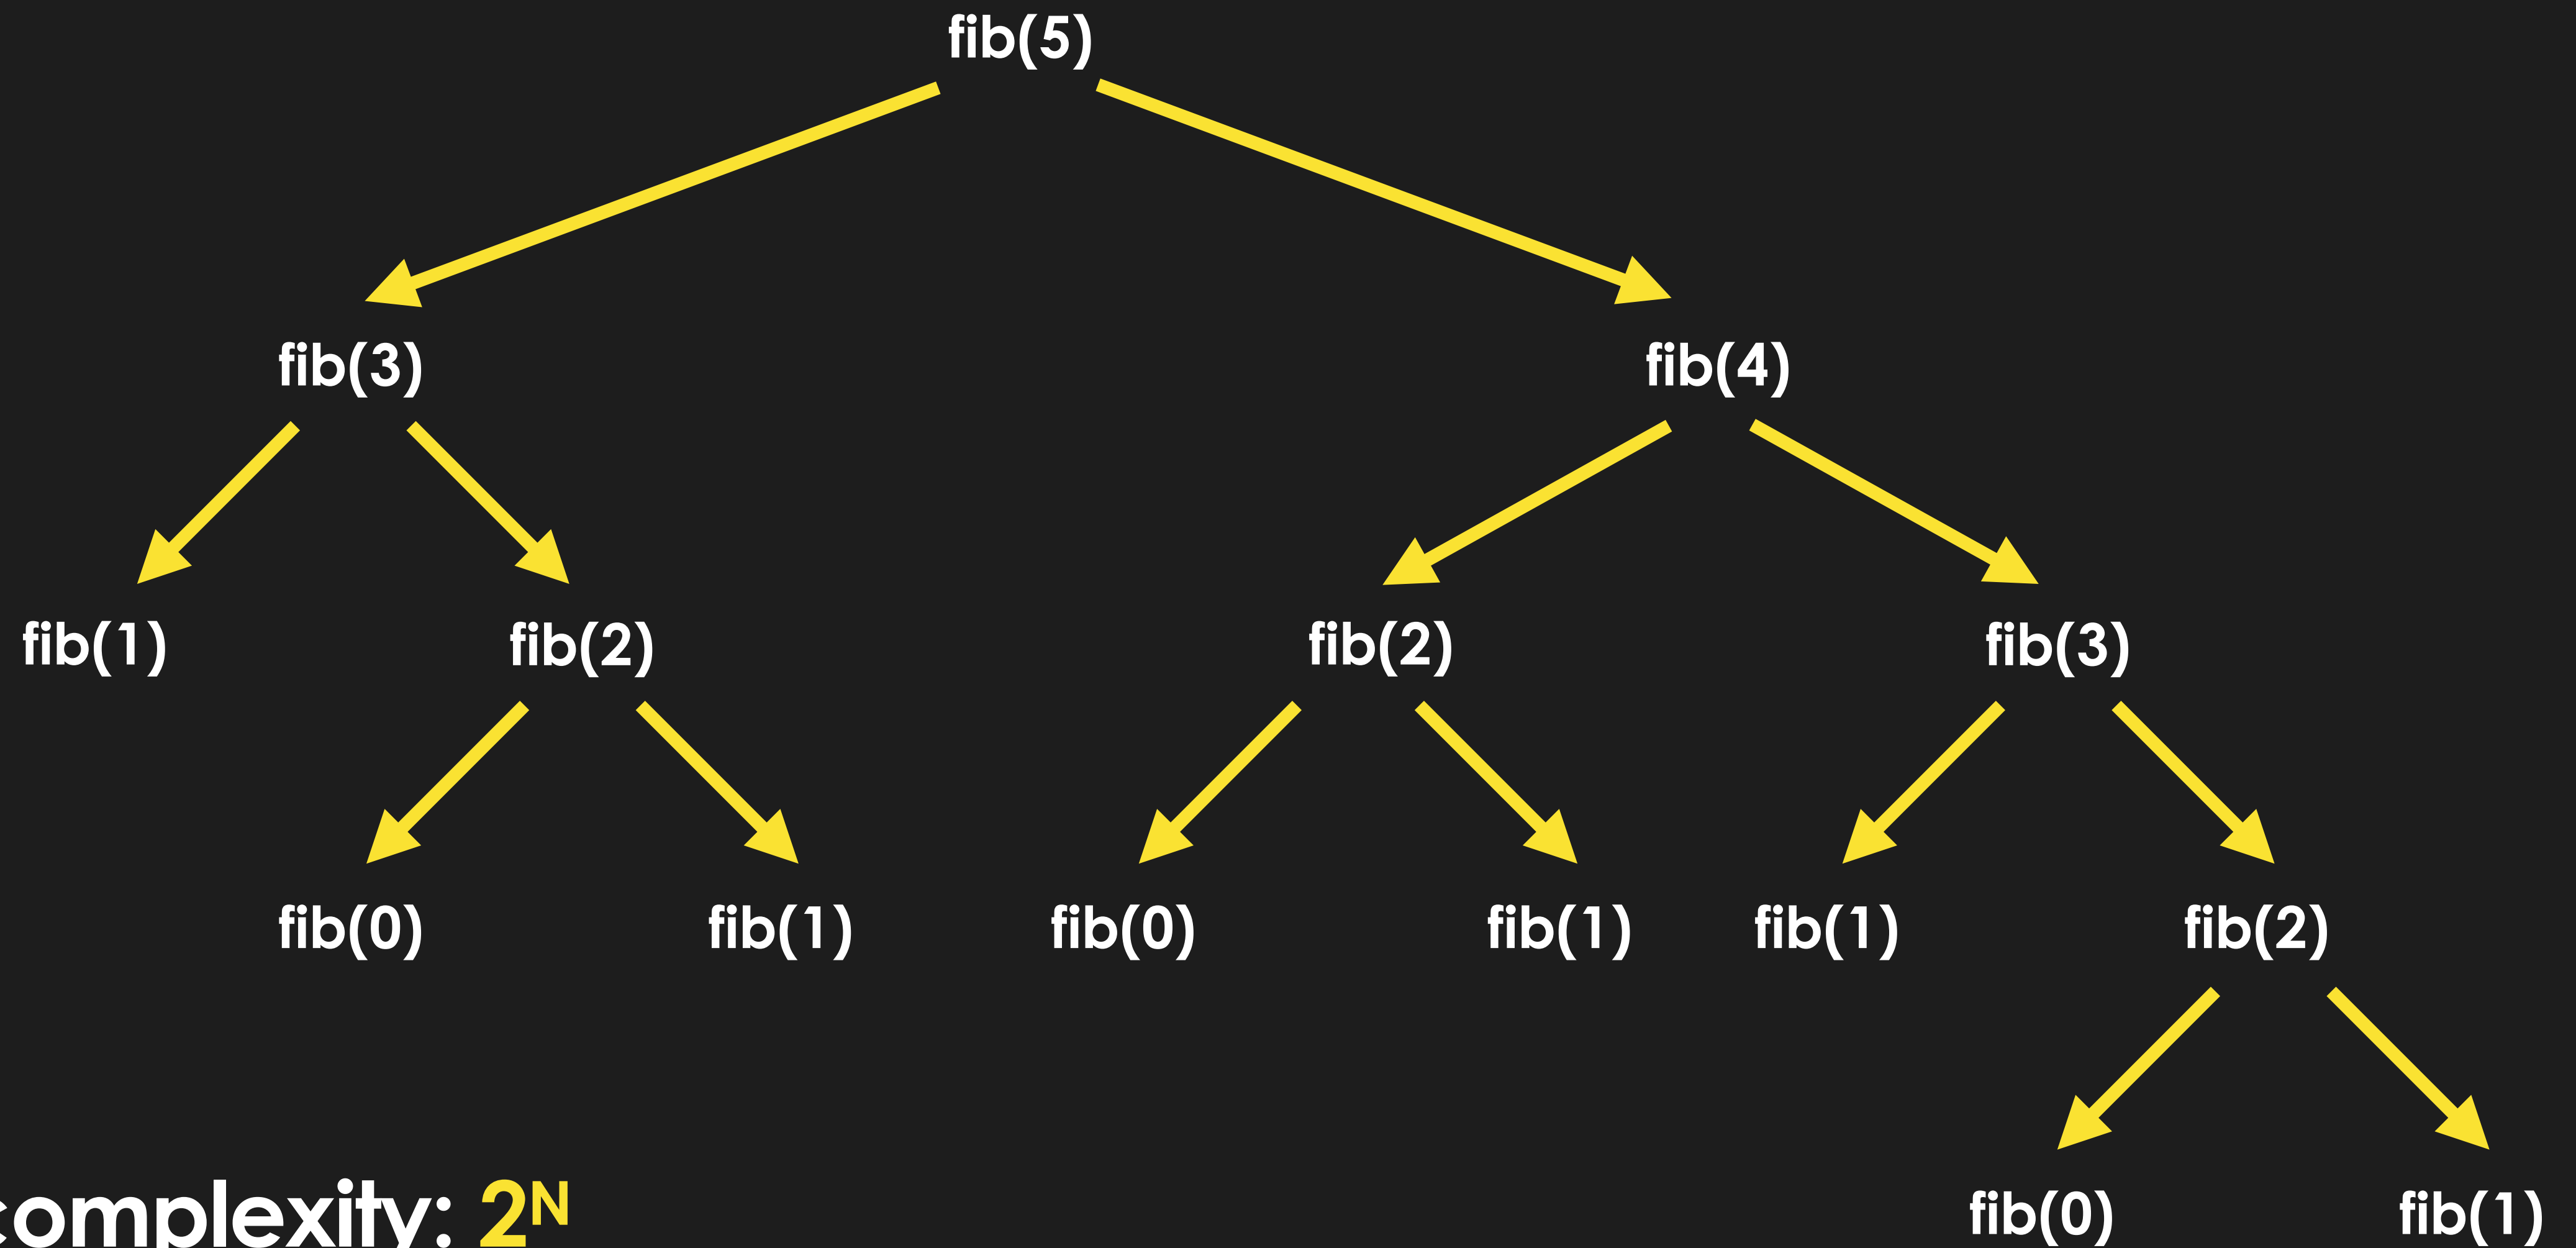 fib(5)
fib(3) fib(4)
fib(1) fib(2) fib(2) fib(3)
fib(0) fib(1) fib(0) fib(1) fib(1) fib(2)
fib(0) fib(1)
complexity: 2ᴺ